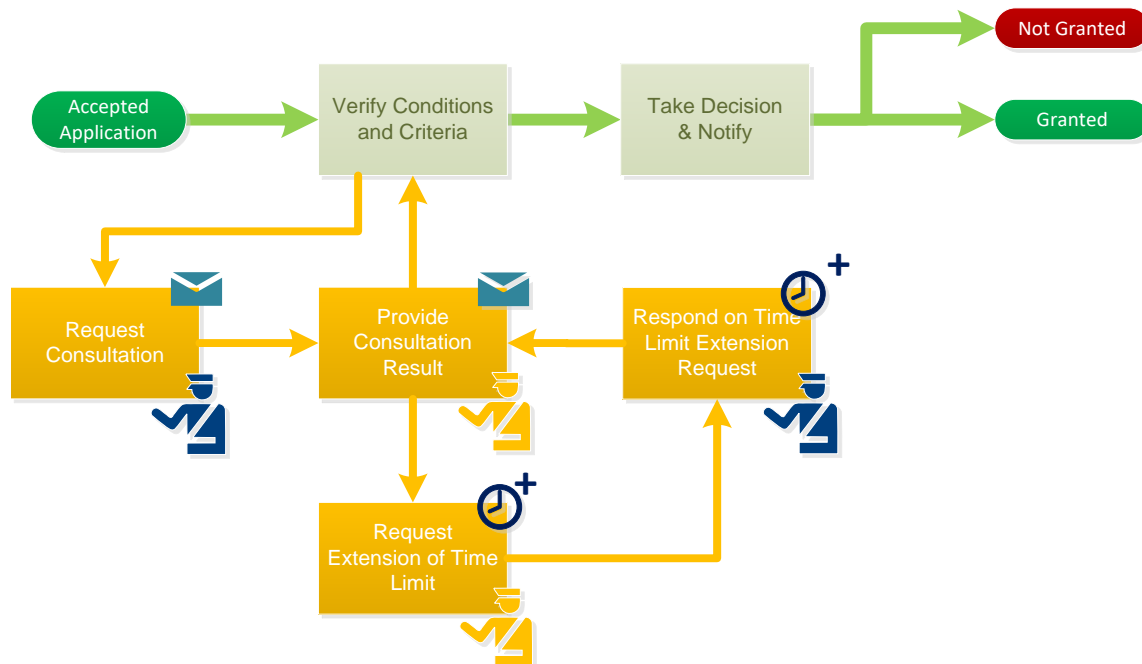 Not Granted
Accepted
Application
Verify Conditions
and Criteria
Take Decision
& Notify
Granted
Request
Consultation
Provide
Consultation
Result
Respond on Time
Limit Extension
Request
Request
Extension of Time
Limit